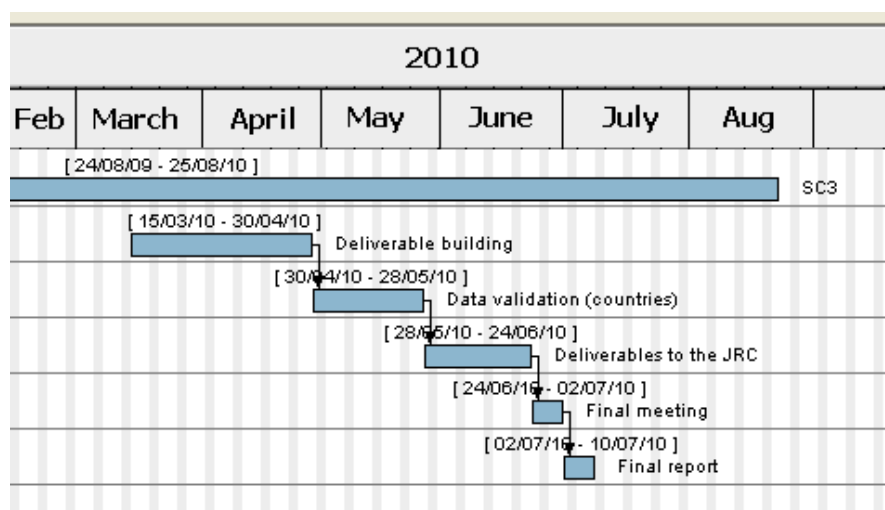 2010
Feb March April May June July Aug
[ 24/08/09 - 25/08/10 ]
SC3
[ 15/03/10 - 30/04/10 ]
Deliverable building
[ 30/04/10 - 28/05/10 ]
Data validation (countries)
[ 28/05/10 - 24/06/10 ]
Deliverables to the JRC
[ 24/06/10 - 02/07/10 ]
Final meeting
[ 02/07/10 - 10/07/10 ]
Final report